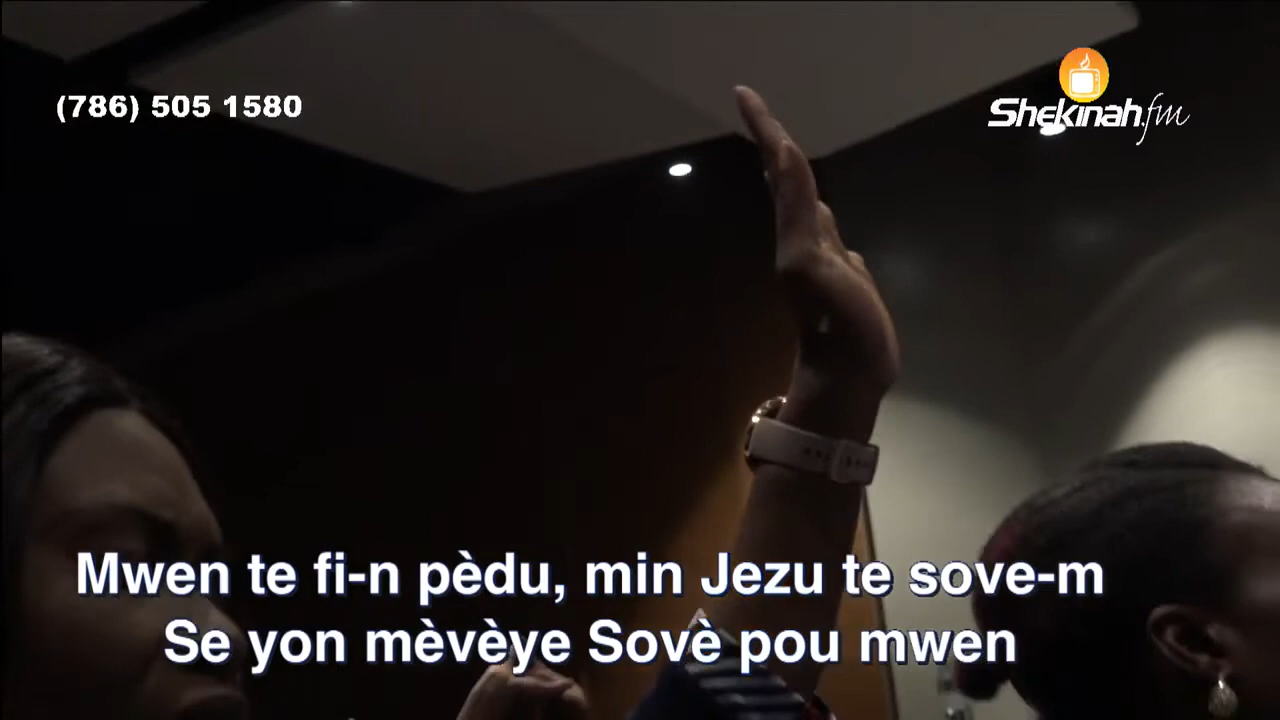 (786) 505 1580
Shekinah.fm
Mwen te fi-n pèdu, min Jezu te sove-m
Se yon mèvèye Sovè pou mwen